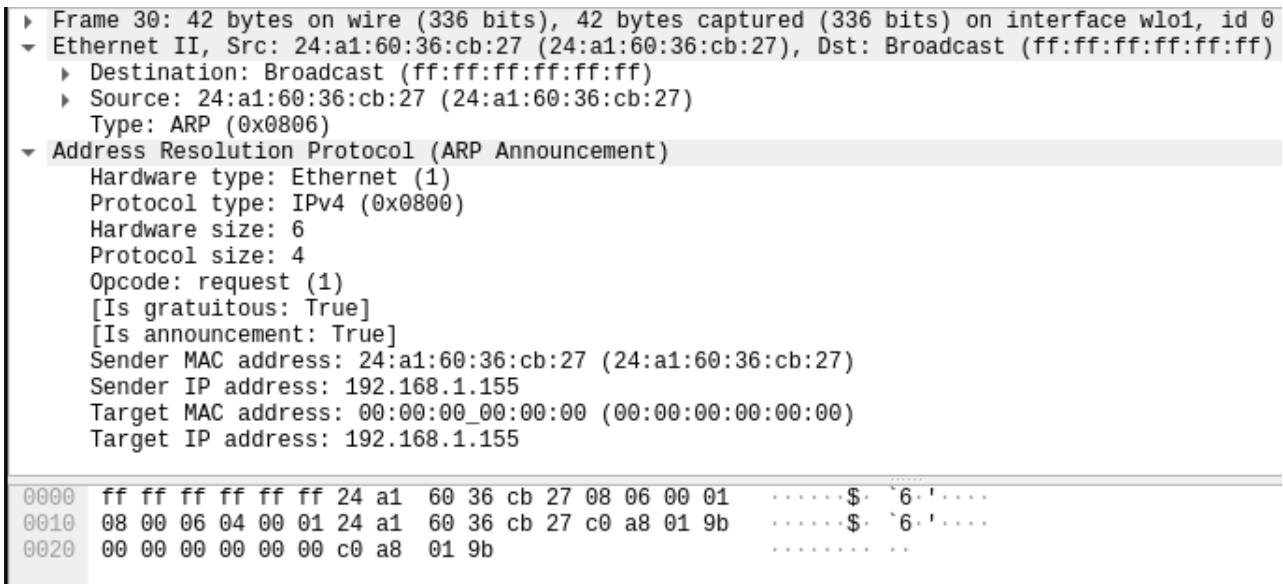 Frame 30: 42 bytes on wire (336 bits), 42 bytes captured (336 bits) on interface wlo1, id 0
Ethernet II, Src: 24:a1:60:36:cb:27 (24:a1:60:36:cb:27), Dst: Broadcast (ff:ff:ff:ff:ff:ff)
Destination: Broadcast (ff:ff:ff:ff:ff:ff)
Source: 24:a1:60:36:cb:27 (24:a1:60:36:cb:27)
Type: ARP (0x0806)
Address Resolution Protocol (ARP Announcement)
Hardware type: Ethernet (1)
Protocol type: IPv4 (0x0800)
Hardware size: 6
Protocol size: 4
Opcode: request (1)
[Is gratuitous: True]
[Is announcement: True]
Sender MAC address: 24:a1:60:36:cb:27 (24:a1:60:36:cb:27)
Sender IP address: 192.168.1.155
Target MAC address: 00:00:00_00:00:00 (00:00:00:00:00:00)
Target IP address: 192.168.1.155
0000 ff ff ff ff ff ff 24 a1 60 36 cb 27 08 06 00 01 ······$· `6·'····
0010 08 00 06 04 00 01 24 a1 60 36 cb 27 c0 a8 01 9b ······$· `6·'····
0020 00 00 00 00 00 00 c0 a8 01 9b ········ ··